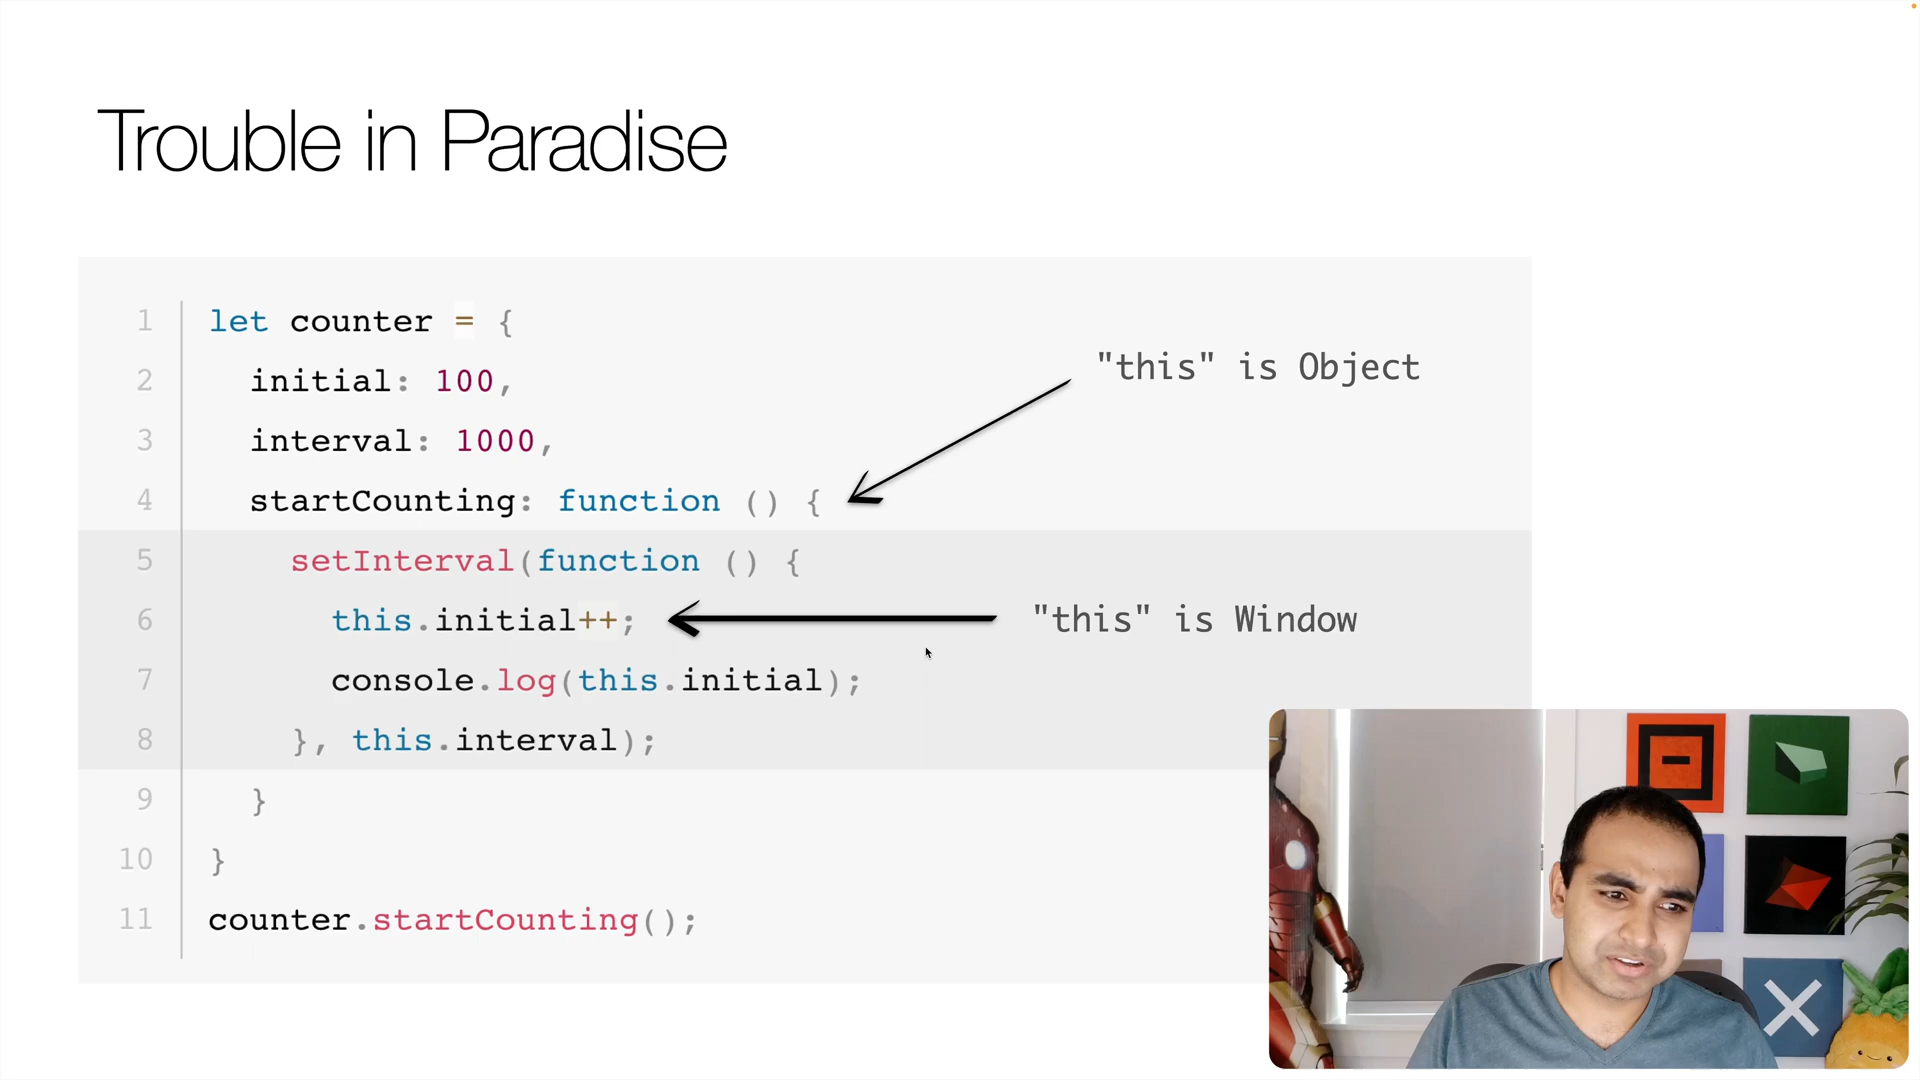 Trouble in Paradise
1 let counter = {
2 initial: 100,
"this" is Object
3 interval: 1000,
4 startCounting: function () {
5 setInterval(function () {
6 this.initial++;
"this" is Window
7 console.log(this.initial);
8 }, this.interval);
9 }
10 }
11 counter.startCounting();